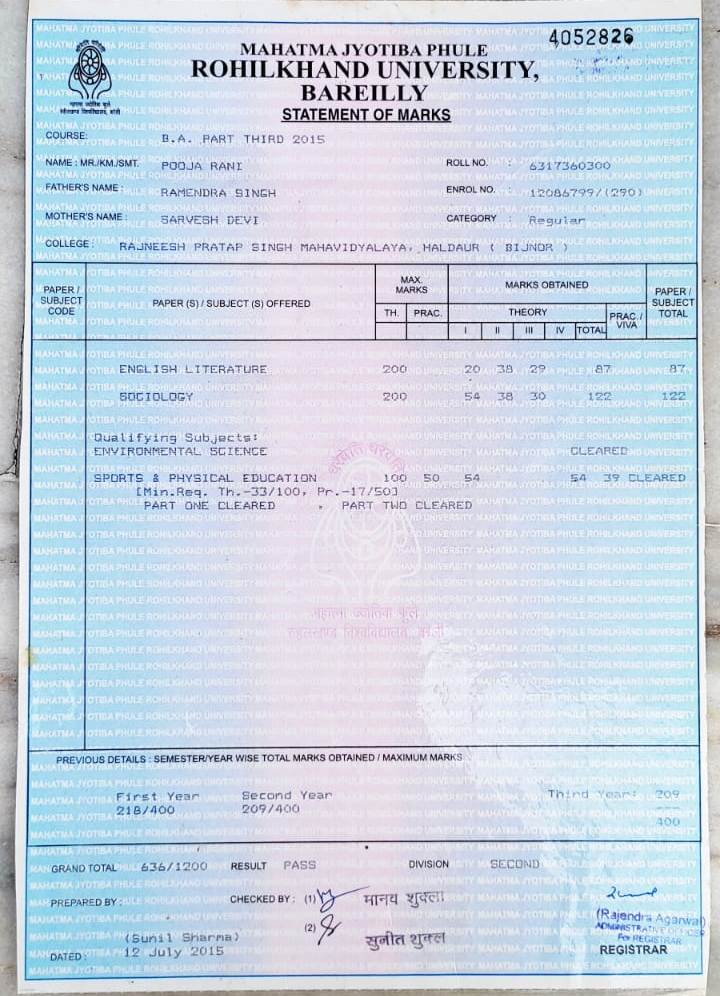 4052826
MAHATMA JYOTIBA PHULE
ROHILKHAND UNIVERSITY,
BAREILLY
STATEMENT OF MARKS
COURSE: B.A. PART THIRD 2015
NAME : MR./KM./SMT. POOJA RANI ROLL NO. : 6317360300
FATHER'S NAME : RAMENDRA SINGH ENROL NO. : 12086799/(290)
MOTHER'S NAME : SARVESH DEVI CATEGORY : Regular
COLLEGE : RAJNEESH PRATAP SINGH MAHAVIDYALAYA, HALDAUR ( BIJNOR )
PAPER / SUBJECT CODE PAPER (S) / SUBJECT (S) OFFERED MAX. MARKS MARKS OBTAINED PAPER / SUBJECT TOTAL
TH. PRAC. THEORY PRAC. / VIVA
I II III IV TOTAL
ENGLISH LITERATURE 200 20 38 29 87 87
SOCIOLOGY 200 54 38 30 122 122
Qualifying Subjects:
ENVIRONMENTAL SCIENCE CLEARED
SPORTS & PHYSICAL EDUCATION 100 50 54 54 39 CLEARED
[Min.Req. Th.-33/100, Pr.-17/50]
PART ONE CLEARED , PART TWO CLEARED
महात्मा ज्योतिबा फूले
रुहेलखण्ड विश्वविद्यालय, बरेली
PREVIOUS DETAILS : SEMESTER/YEAR WISE TOTAL MARKS OBTAINED / MAXIMUM MARKS
First Year Second Year Third Year: 209
218/400 209/400 ---
400
GRAND TOTAL 636/1200 RESULT PASS DIVISION SECOND
PREPARED BY : CHECKED BY : (1) मानय शुक्ला
(Rajendra Agarwal)
ADMINISTRATIVE OFFICER
For REGISTRAR
(2) सुनीत शुक्ल
(Sunil Sharma) REGISTRAR
DATED : 12 July 2015